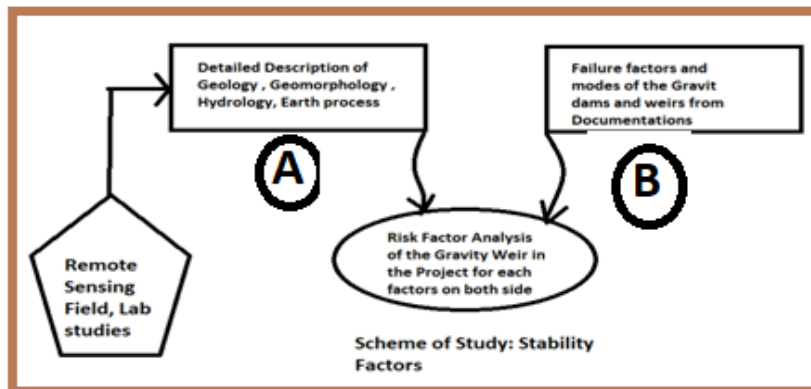 Detailed Description of
Geology , Geomorphology ,
Hydrology, Earth process
Failure factors and
modes of the Gravit
dams and weirs from
Documentations
A
B
Remote
Sensing
Field, Lab
studies
Risk Factor Analysis
of the Gravity Weir in
the Project for each
factors on both side
Scheme of Study: Stability
Factors